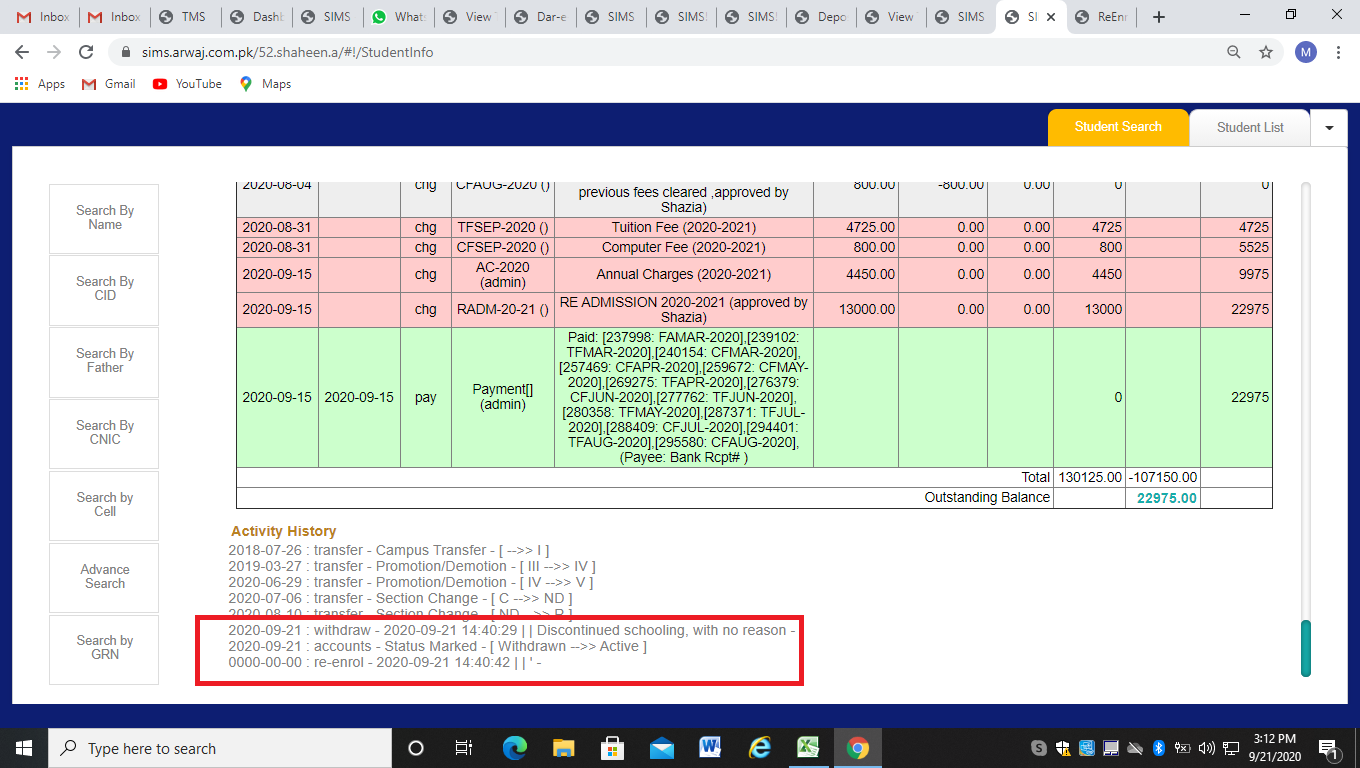 Inbox Inbox TMS Dashb SIMS Whats View Dar-e SIMS SIMS SIMS Depo View SIMS SI ReEnr
sims.arwaj.com.pk/52.shaheen.a/#!/StudentInfo M
Apps Gmail YouTube Maps
Student Search Student List
Search By
Name
Search By
CID
Search By
Father
Search By
CNIC
Search by
Cell
Advance
Search
Search by
GRN
2020-08-04 chg CFAUG-2020 () previous fees cleared ,approved by 800.00 -800.00 0.00 0 0
Shazia)
2020-08-31 chg TFSEP-2020 () Tuition Fee (2020-2021) 4725.00 0.00 0.00 4725 4725
2020-08-31 chg CFSEP-2020 () Computer Fee (2020-2021) 800.00 0.00 0.00 800 5525
2020-09-15 chg AC-2020 (admin) Annual Charges (2020-2021) 4450.00 0.00 0.00 4450 9975
2020-09-15 chg RADM-20-21 () RE ADMISSION 2020-2021 (approved by Shazia) 13000.00 0.00 0.00 13000 22975
2020-09-15 2020-09-15 pay Payment[] (admin)
Paid: [237998: FAMAR-2020],[239102:
TFMAR-2020],[240154: CFMAR-2020],
[257469: CFAPR-2020],[259672: CFMAY-
2020],[269275: TFAPR-2020],[276379:
CFJUN-2020],[277762: TFJUN-2020],
[280358: TFMAY-2020],[287371: TFJUL-
2020],[288409: CFJUL-2020],[294401:
TFAUG-2020],[295580: CFAUG-2020],
(Payee: Bank Rcpt# )
0 22975
Total 130125.00 -107150.00
Outstanding Balance 22975.00
Activity History
2018-07-26 : transfer - Campus Transfer - [ -->> I ]
2019-03-27 : transfer - Promotion/Demotion - [ III -->> IV ]
2020-06-29 : transfer - Promotion/Demotion - [ IV -->> V ]
2020-07-06 : transfer - Section Change - [ C -->> ND ]
2020-08-10 : transfer - Section Change - [ ND -->>
2020-09-21 : withdraw - 2020-09-21 14:40:29 | | Discontinued schooling, with no reason -
2020-09-21 : accounts - Status Marked - [ Withdrawn -->> Active ]
0000-00-00 : re-enrol - 2020-09-21 14:40:42 | | ' -
Type here to search
3:12 PM
9/21/2020
1